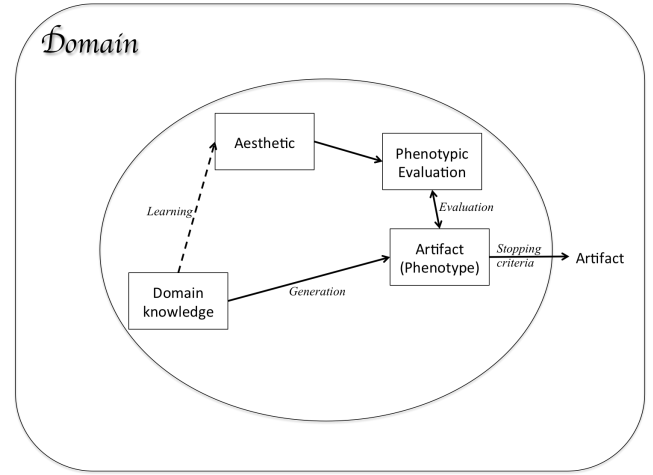 Domain
Aesthetic
Phenotypic
Evaluation
Learning
Evaluation
Artifact
(Phenotype)
Stopping
criteria
Artifact
Domain
knowledge
Generation